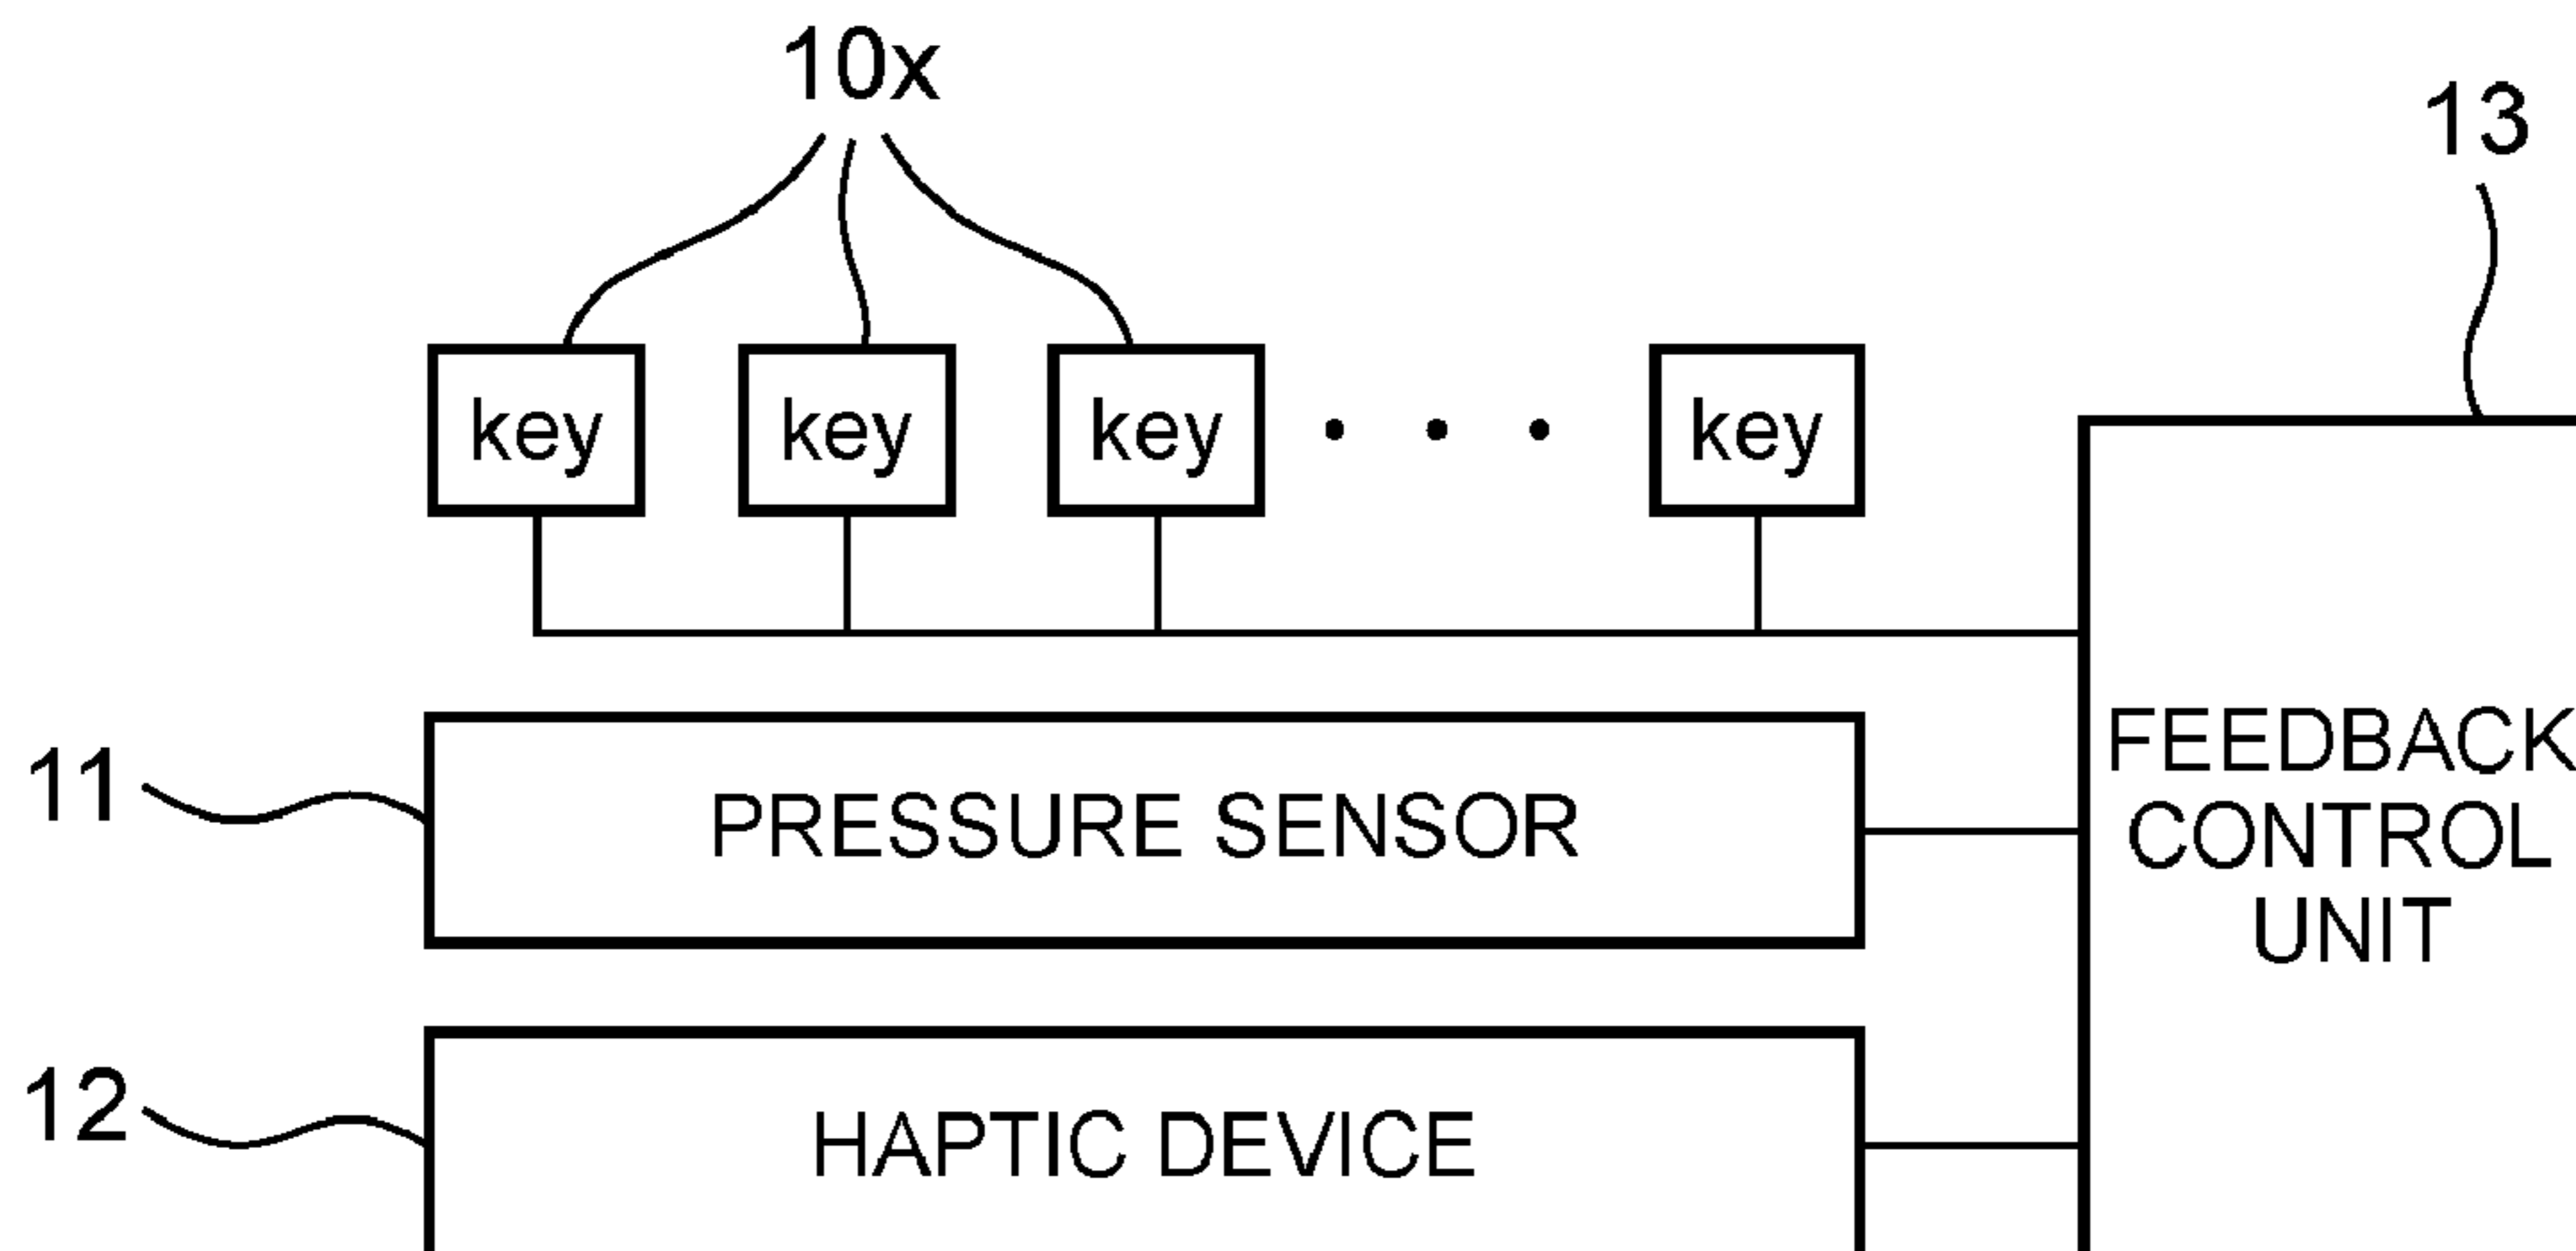 10x
13
key key key • • • key
11
PRESSURE SENSOR
FEEDBACK
CONTROL
UNIT
12
HAPTIC DEVICE